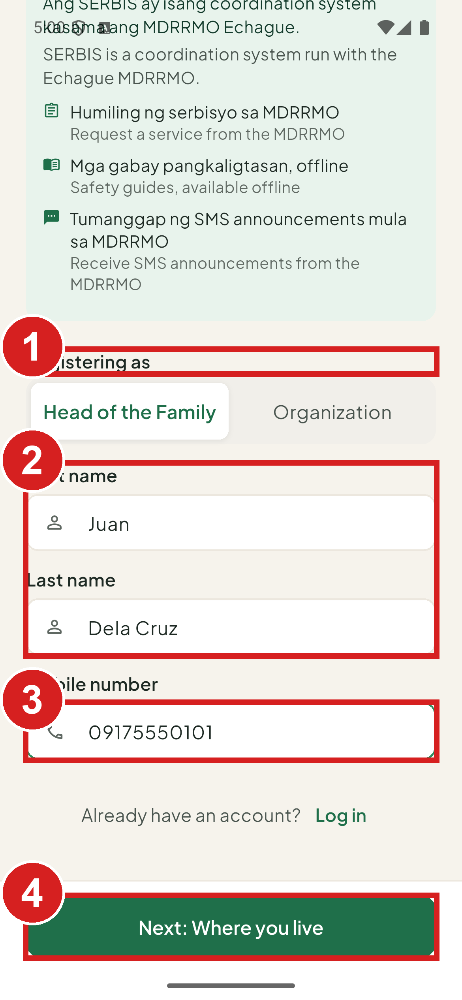 Ang SERBIS ay isang coordination system
kasama ang MDRRMO Echague.
5:00
SERBIS is a coordination system run with the
Echague MDRRMO.
Humiling ng serbisyo sa MDRRMO
Request a service from the MDRRMO
Mga gabay pangkaligtasan, offline
Safety guides, available offline
Tumanggap ng SMS announcements mula
sa MDRRMO
Receive SMS announcements from the
MDRRMO
1
istering as
Head of the Family
Organization
2
name
Juan
Last name
Dela Cruz
3
bile number
09175550101
Already have an account? Log in
4
Next: Where you live